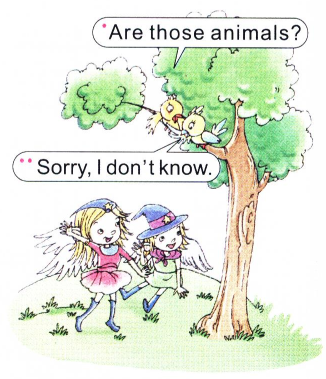 •Are those animals?
••Sorry, I don't know.